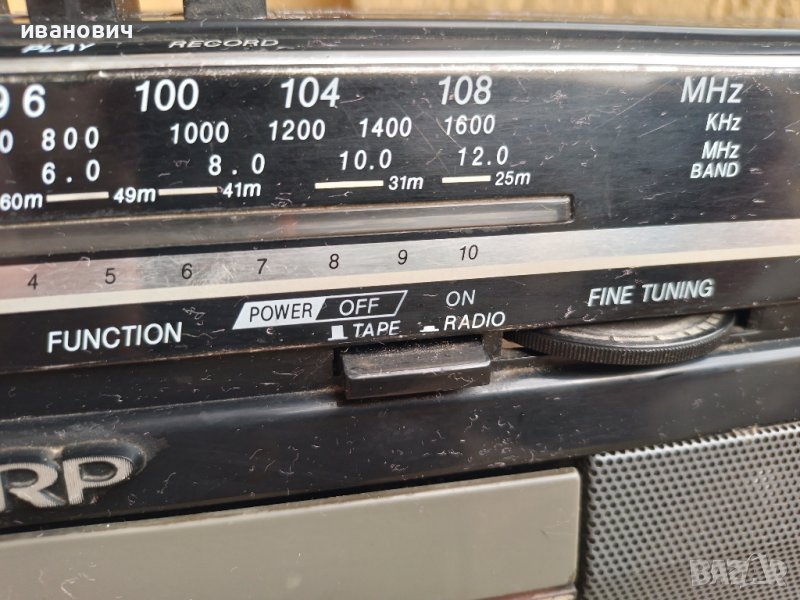 иванович
PLAY RECORD
96 100 104 108 MHz
0 800 1000 1200 1400 1600 KHz
6.0 8.0 10.0 12.0 MHz
60m 49m 41m 31m 25m BAND
4 5 6 7 8 9 10
POWER OFF ON FINE TUNING
FUNCTION TAPE RADIO
RP
BAZAR